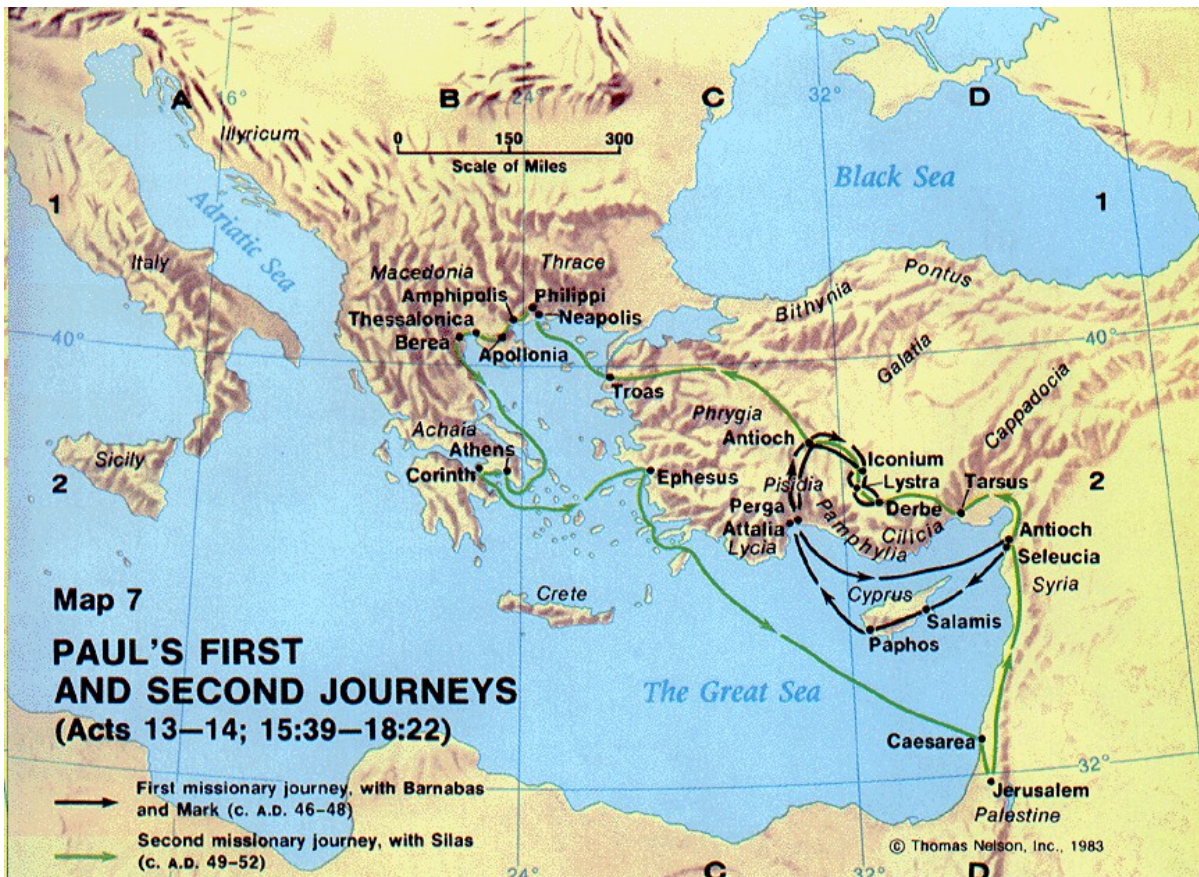 A
6°
B
24°
C
32°
D
Illyricum
0 150 300
Scale of Miles
Black Sea
1
1
Adriatic Sea
Italy
Macedonia
Thrace
Pontus
Amphipolis
Philippi
Bithynia
Thessalonica
Neapolis
Berea
Apollonia
40°
40°
Galatia
Troas
Cappadocia
Phrygia
Achaia
Antioch
Athens
Sicily
Iconium
Corinth
Ephesus
Pisidia
Lystra
Tarsus
2
2
Perga
Derbe
Attalia
Pamphylia
Cilicia
Antioch
Lycia
Seleucia
Map 7
Crete
Cyprus
Syria
Salamis
PAUL'S FIRST
AND SECOND JOURNEYS
(Acts 13—14; 15:39—18:22)
Paphos
The Great Sea
Caesarea
32°
First missionary journey, with Barnabas
and Mark (C. A.D. 46–48)
Jerusalem
Palestine
Second missionary journey, with Silas
(C. A.D. 49–52)
© Thomas Nelson, Inc., 1983
24°
C
32°
D